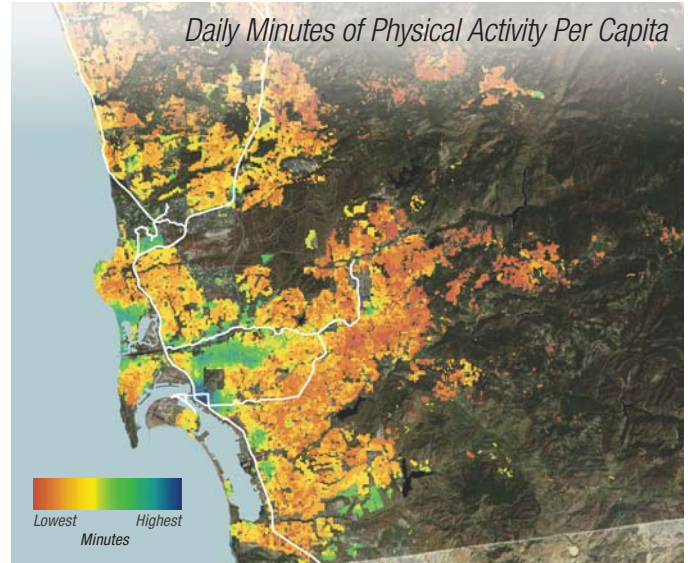 Daily Minutes of Physical Activity Per Capita
Lowest Highest
Minutes